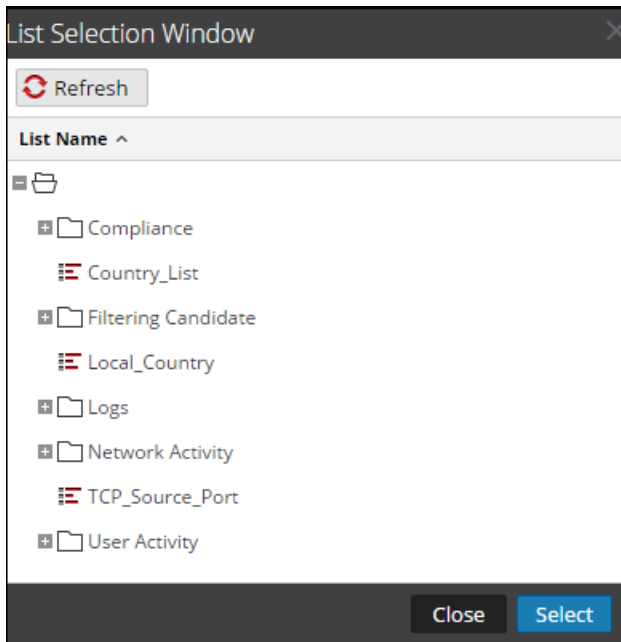 List Selection Window
Refresh
List Name
Compliance
Country_List
Filtering Candidate
Local_Country
Logs
Network Activity
TCP_Source_Port
User Activity
Close Select